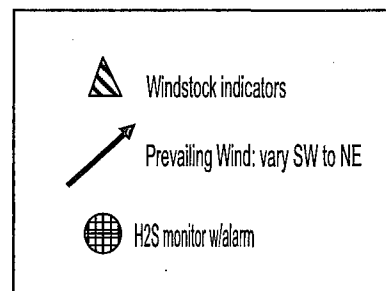 Windstock indicators
Prevailing Wind: vary SW to NE
H2S monitor w/alarm